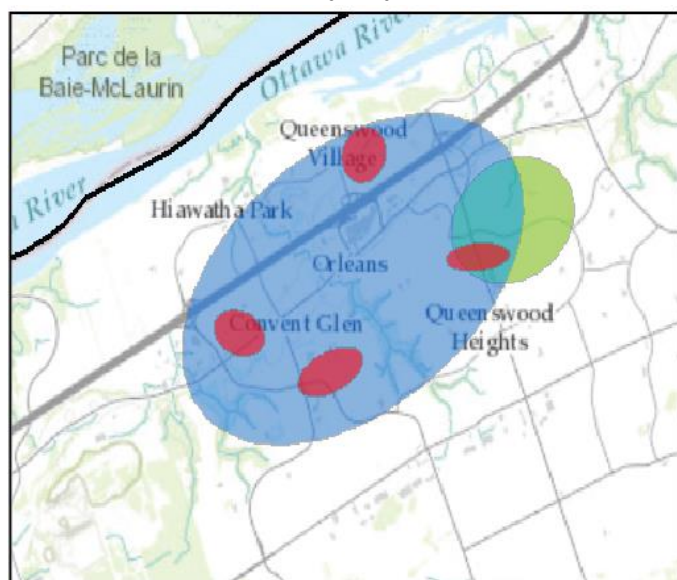 Parc de la
Baie-McLaurin
Ottawa River
River
Queenswood
Village
Hiawatha Park
Orleans
Convent Glen
Queenswood
Heights